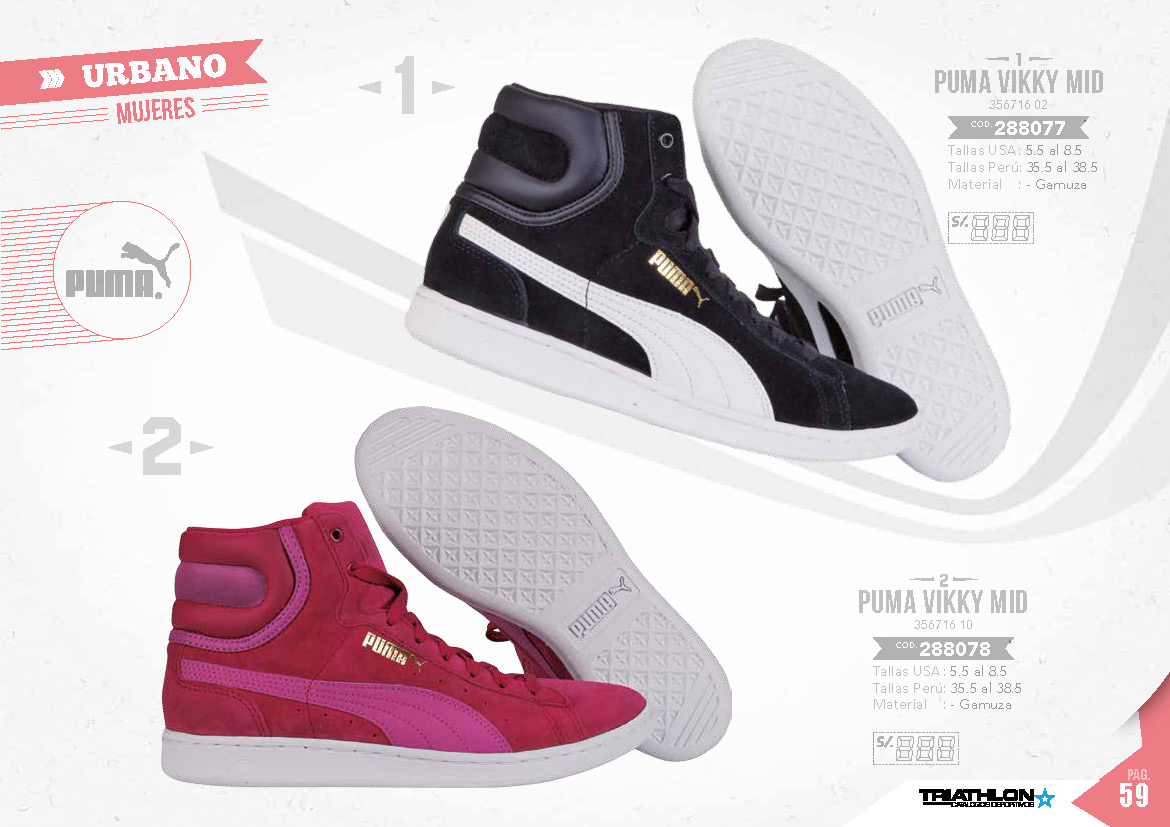 URBANO
MUJERES
PUMA
1
PUMA
PUMA
1
PUMA VIKKY MID
356716 02
COD. 288077
Tallas USA : 5.5 al 8.5
Tallas Perú: 35.5 al 38.5
Material : - Gamuza
S/. 888
2
PUMA
PUMA
2
PUMA VIKKY MID
356716 10
COD. 288078
Tallas USA : 5.5 al 8.5
Tallas Perú: 35.5 al 38.5
Material : - Gamuza
S/. 888
TRIATHLON
CATALOGOS DEPORTIVOS
PAG.
59